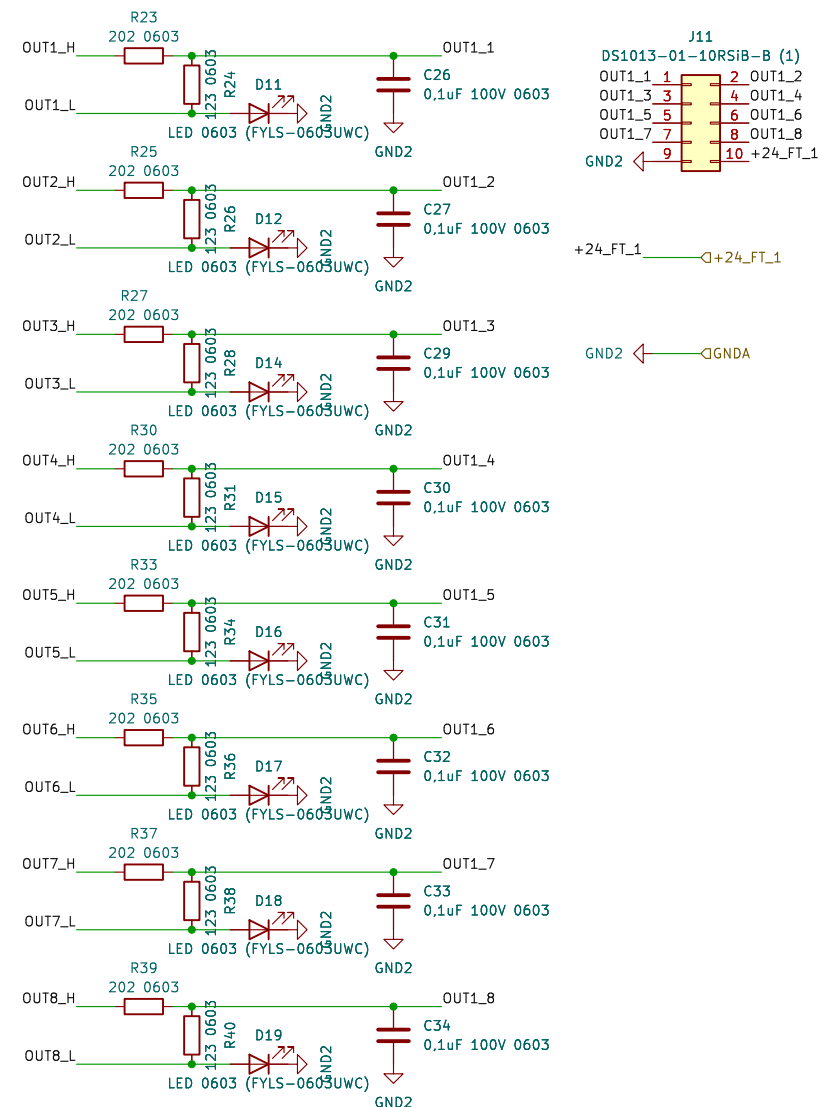 R23
202 0603
OUT1_H
OUT1_1
123 0603
R24
D11
GND2
C26
0,1uF 100V 0603
OUT1_L
LED 0603 (FYLS-0603UWC)
GND2
R25
202 0603
OUT2_H
OUT1_2
123 0603
R26
D12
GND2
C27
0,1uF 100V 0603
OUT2_L
LED 0603 (FYLS-0603UWC)
GND2
R27
202 0603
OUT3_H
OUT1_3
123 0603
R28
D14
GND2
C29
0,1uF 100V 0603
OUT3_L
LED 0603 (FYLS-0603UWC)
GND2
R30
202 0603
OUT4_H
OUT1_4
123 0603
R31
D15
GND2
C30
0,1uF 100V 0603
OUT4_L
LED 0603 (FYLS-0603UWC)
GND2
R33
202 0603
OUT5_H
OUT1_5
123 0603
R34
D16
GND2
C31
0,1uF 100V 0603
OUT5_L
LED 0603 (FYLS-0603UWC)
GND2
R35
202 0603
OUT6_H
OUT1_6
123 0603
R36
D17
GND2
C32
0,1uF 100V 0603
OUT6_L
LED 0603 (FYLS-0603UWC)
GND2
R37
202 0603
OUT7_H
OUT1_7
123 0603
R38
D18
GND2
C33
0,1uF 100V 0603
OUT7_L
LED 0603 (FYLS-0603UWC)
GND2
R39
202 0603
OUT8_H
OUT1_8
123 0603
R40
D19
GND2
C34
0,1uF 100V 0603
OUT8_L
LED 0603 (FYLS-0603UWC)
GND2
J11
DS1013-01-10RSiB-B (1)
OUT1_1 1 2 OUT1_2
OUT1_3 3 4 OUT1_4
OUT1_5 5 6 OUT1_6
OUT1_7 7 8 OUT1_8
GND2 9 10 +24_FT_1
+24_FT_1 +24_FT_1
GND2 GNDA